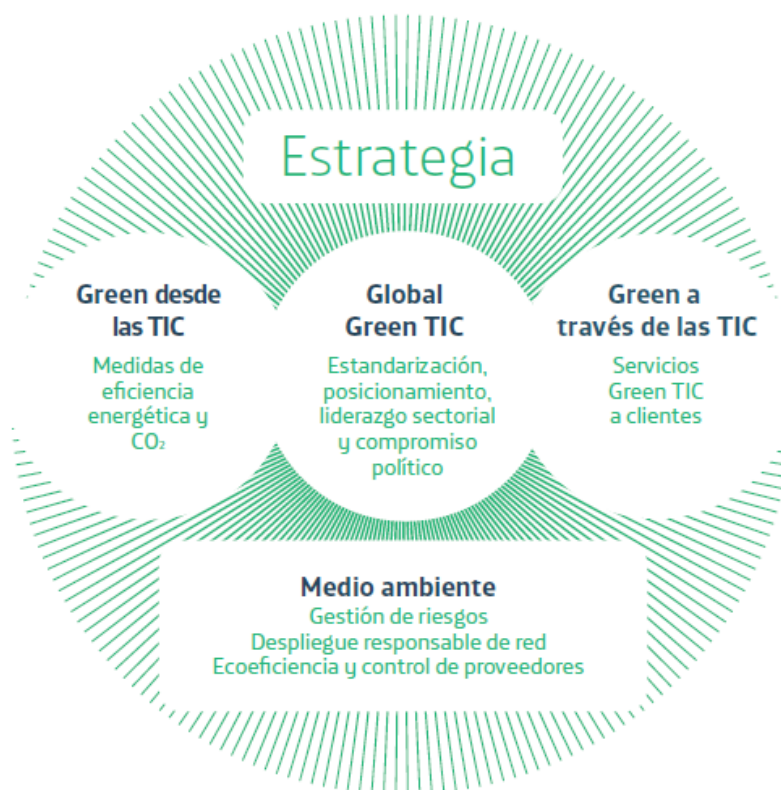 Estrategia
Green desde
las TIC
Medidas de
eficiencia
energética y
CO₂
Global
Green TIC
Estandarización,
posicionamiento,
liderazgo sectorial
y compromiso
político
Green a
través de las TIC
Servicios
Green TIC
a clientes
Medio ambiente
Gestión de riesgos
Despliegue responsable de red
Ecoeficiencia y control de proveedores